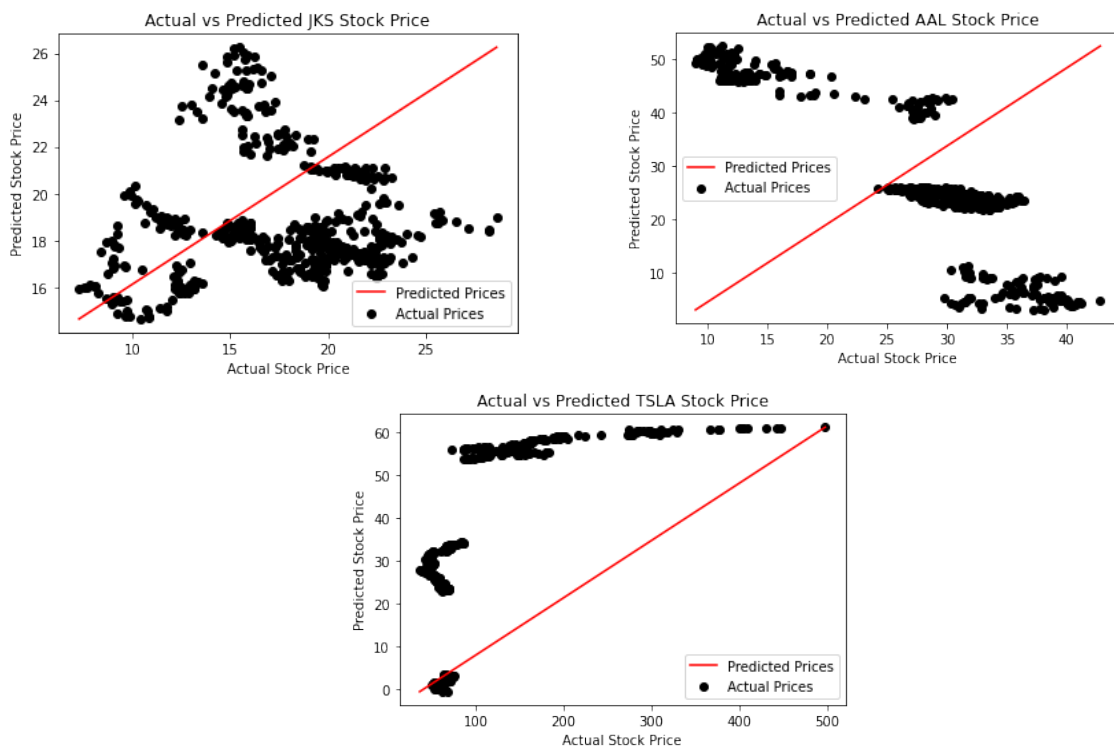 Actual vs Predicted JKS Stock Price
Predicted Stock Price
26
24
22
20
18
16
10
15
20
25
Predicted Prices
Actual Prices
Actual Stock Price
Actual vs Predicted AAL Stock Price
Predicted Stock Price
50
40
30
20
10
Predicted Prices
Actual Prices
10
15
20
25
30
35
40
Actual Stock Price
Actual vs Predicted TSLA Stock Price
Predicted Stock Price
60
50
40
30
20
10
0
Predicted Prices
Actual Prices
100
200
300
400
500
Actual Stock Price